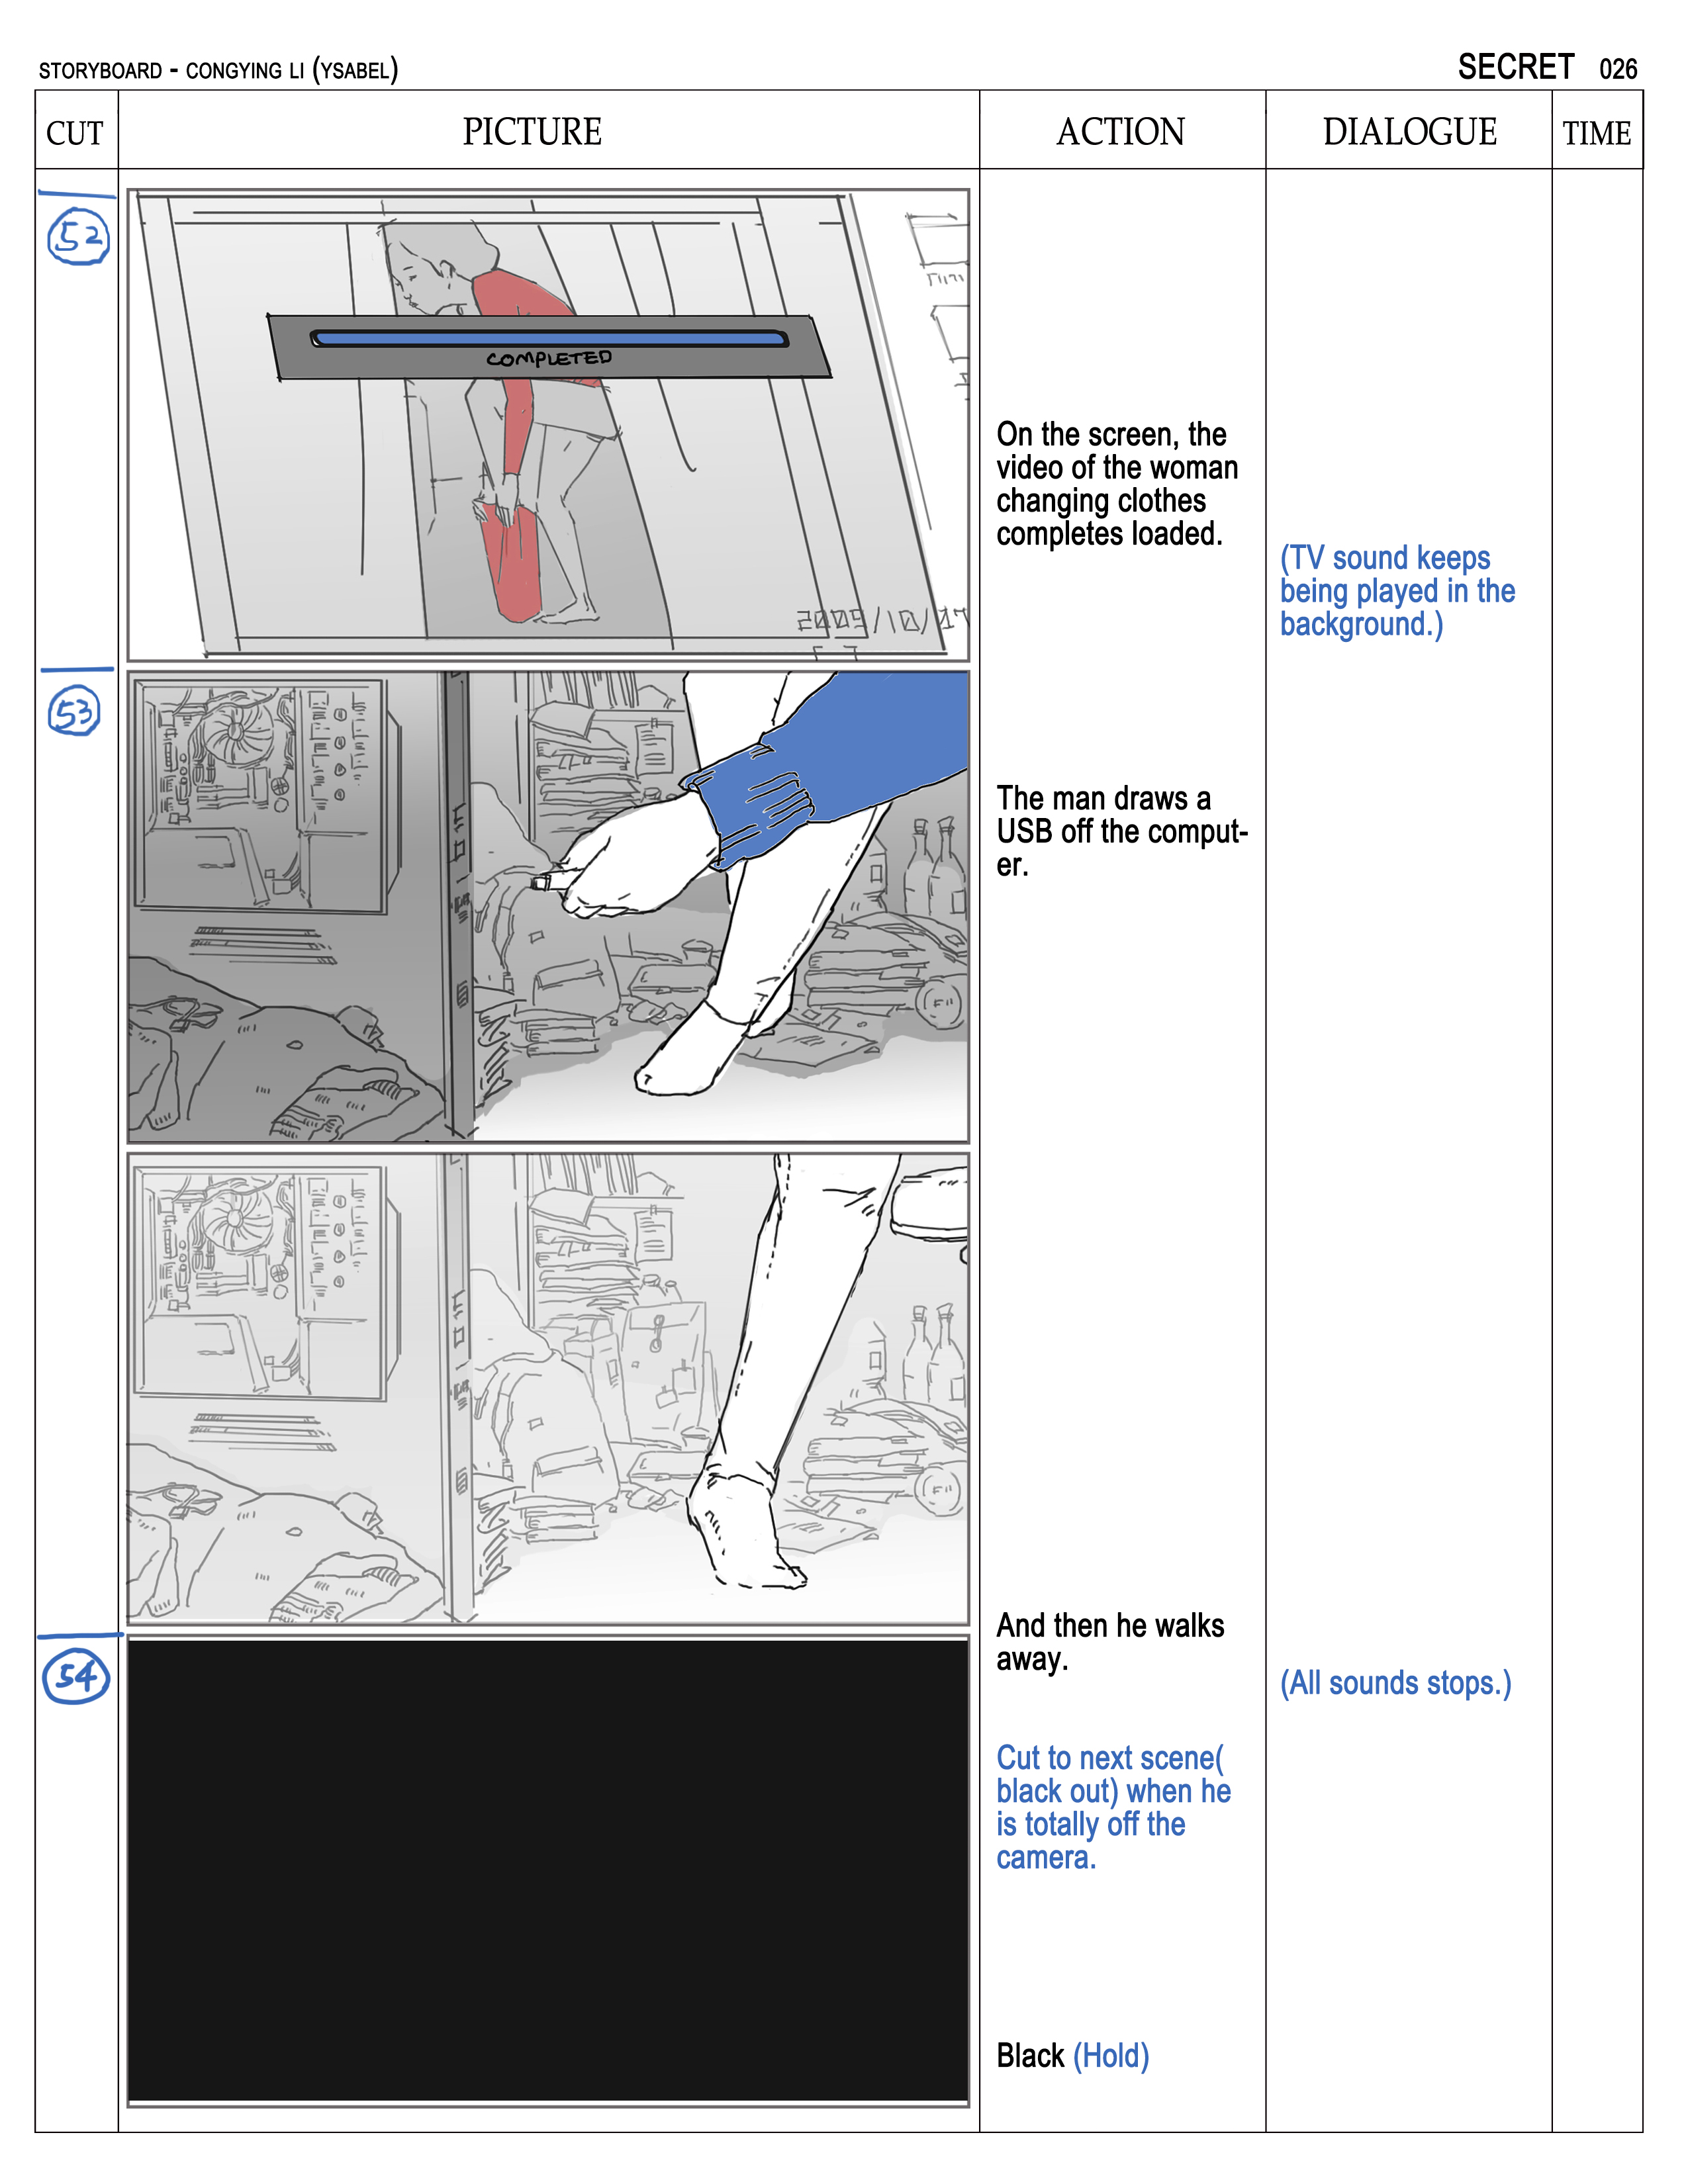 STORYBOARD - CONGYING LI (YSABEL)
SECRET 026
CUT PICTURE ACTION DIALOGUE TIME
52
COMPLETED
2009/10/17
On the screen, the
video of the woman
changing clothes
completes loaded.
(TV sound keeps
being played in the
background.)
53
The man draws a
USB off the comput-
er.
And then he walks
away.
54
(All sounds stops.)
Cut to next scene(
black out) when he
is totally off the
camera.
Black (Hold)